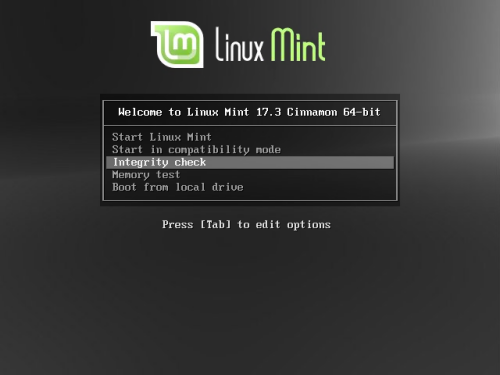 Linux Mint
Welcome to Linux Mint 17.3 Cinnamon 64-bit
Start Linux Mint
Start in compatibility mode
Integrity check
Memory test
Boot from local drive
Press [Tab] to edit options